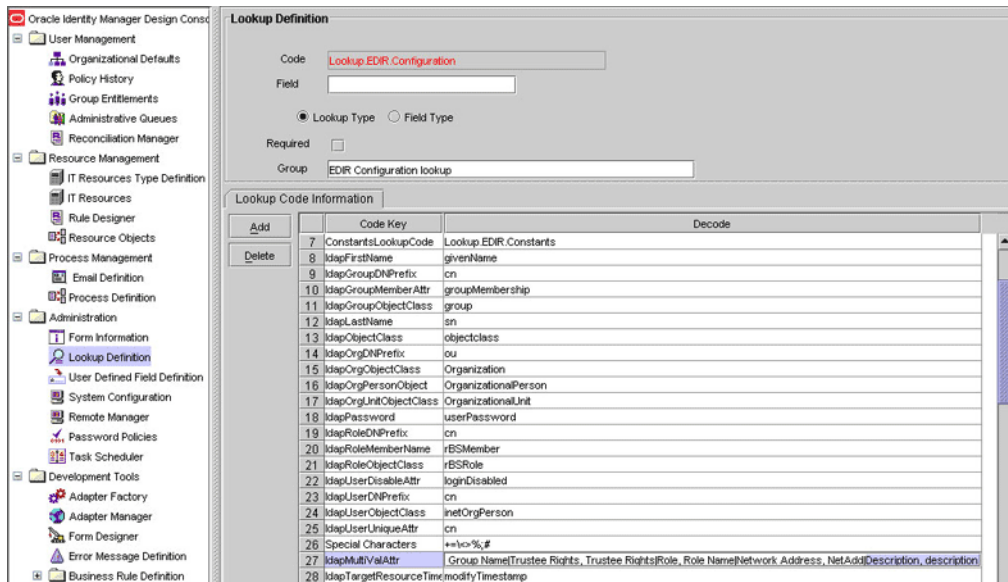 Oracle Identity Manager Design Consc
User Management
Organizational Defaults
Policy History
Group Entitlements
Administrative Queues
Reconciliation Manager
Resource Management
IT Resources Type Definition
IT Resources
Rule Designer
Resource Objects
Process Management
Email Definition
Process Definition
Administration
Form Information
Lookup Definition
User Defined Field Definition
System Configuration
Remote Manager
Password Policies
Task Scheduler
Development Tools
Adapter Factory
Adapter Manager
Form Designer
Error Message Definition
Business Rule Definition
Lookup Definition
Code Lookup.EDIR.Configuration
Field
Lookup Type Field Type
Required
Group EDIR Configuration lookup
Lookup Code Information
Add
Delete
Code Key Decode
7 ConstantsLookupCode Lookup.EDIR.Constants
8 ldapFirstName givenName
9 ldapGroupDNPrefix cn
10 ldapGroupMemberAttr groupMembership
11 ldapGroupObjectClass group
12 ldapLastName sn
13 ldapObjectClass objectclass
14 ldapOrgDNPrefix ou
15 ldapOrgObjectClass Organization
16 ldapOrgPersonObject OrganizationalPerson
17 ldapOrgUnitObjectClass OrganizationalUnit
18 ldapPassword userPassword
19 ldapRoleDNPrefix cn
20 ldapRoleMemberName rBSMember
21 ldapRoleObjectClass rBSRole
22 ldapUserDisableAttr loginDisabled
23 ldapUserDNPrefix cn
24 ldapUserObjectClass inetOrgPerson
25 ldapUserUniqueAttr cn
26 Special Characters +=\<>%;#
27 ldapMultiValAttr Group Name|Trustee Rights, Trustee Rights|Role, Role Name|Network Address, NetAdd|Description, description
28 ldapTargetResourceTime modifyTimestamp